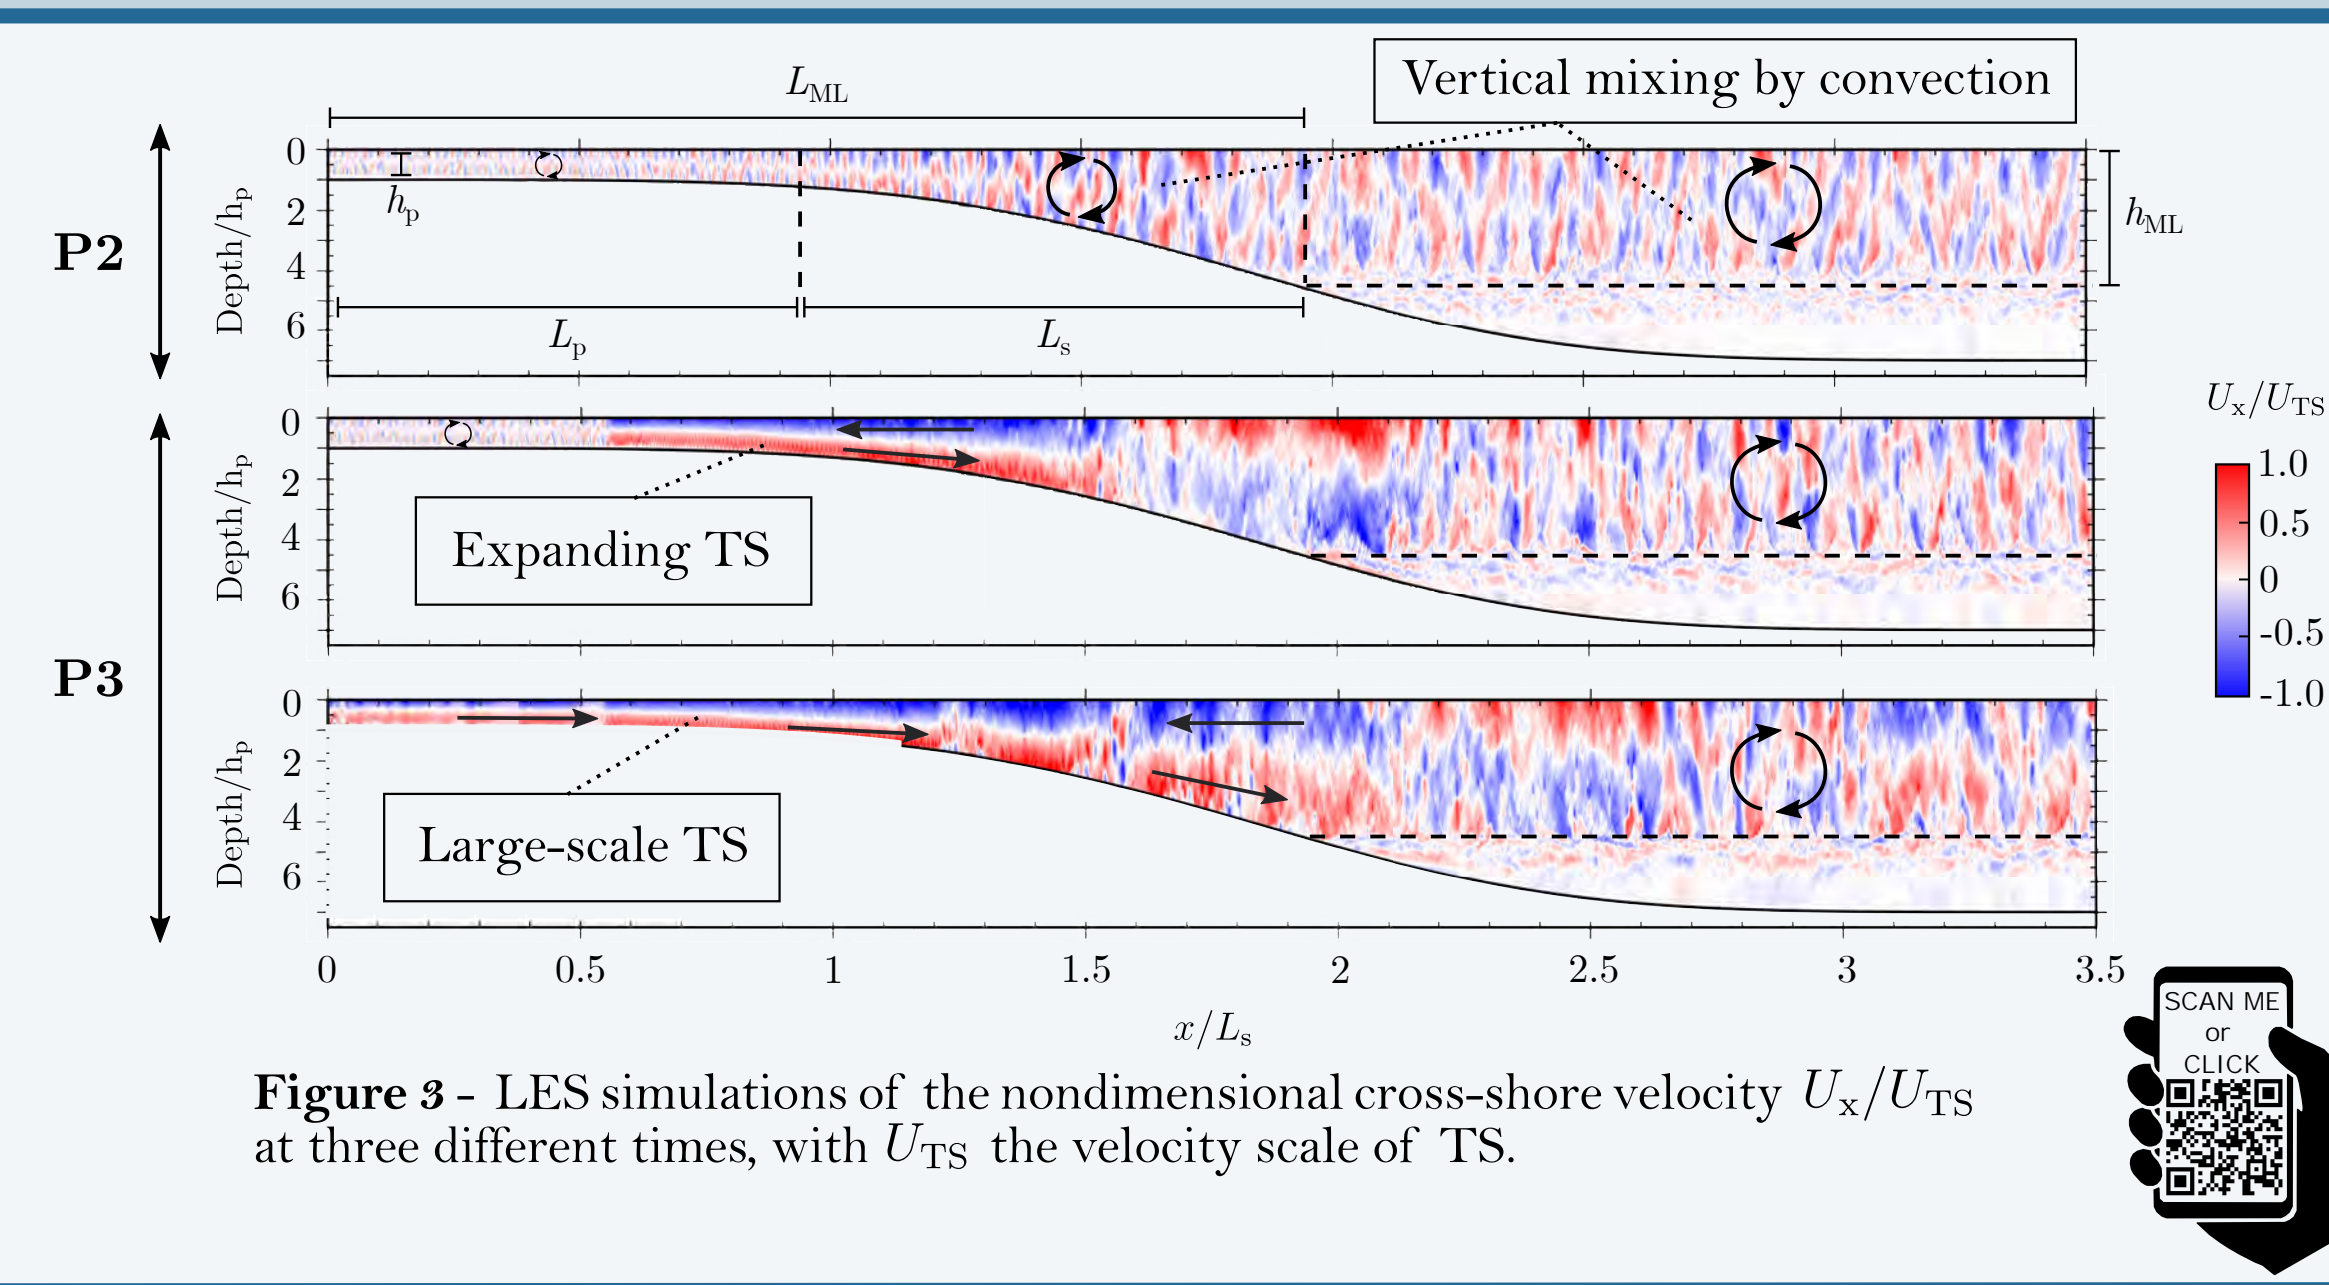 L_ML
Vertical mixing by convection
P2
Depth/h_p
0
2
4
6
h_p
h_ML
L_p
L_s
P3
Depth/h_p
0
2
4
6
Expanding TS
U_x/U_TS
1.0
0.5
0
-0.5
-1.0
Depth/h_p
0
2
4
6
Large-scale TS
0 0.5 1 1.5 2 2.5 3 3.5
x/L_s
SCAN ME
or
CLICK
Figure 3 - LES simulations of the nondimensional cross-shore velocity U_x/U_TS
at three different times, with U_TS the velocity scale of TS.